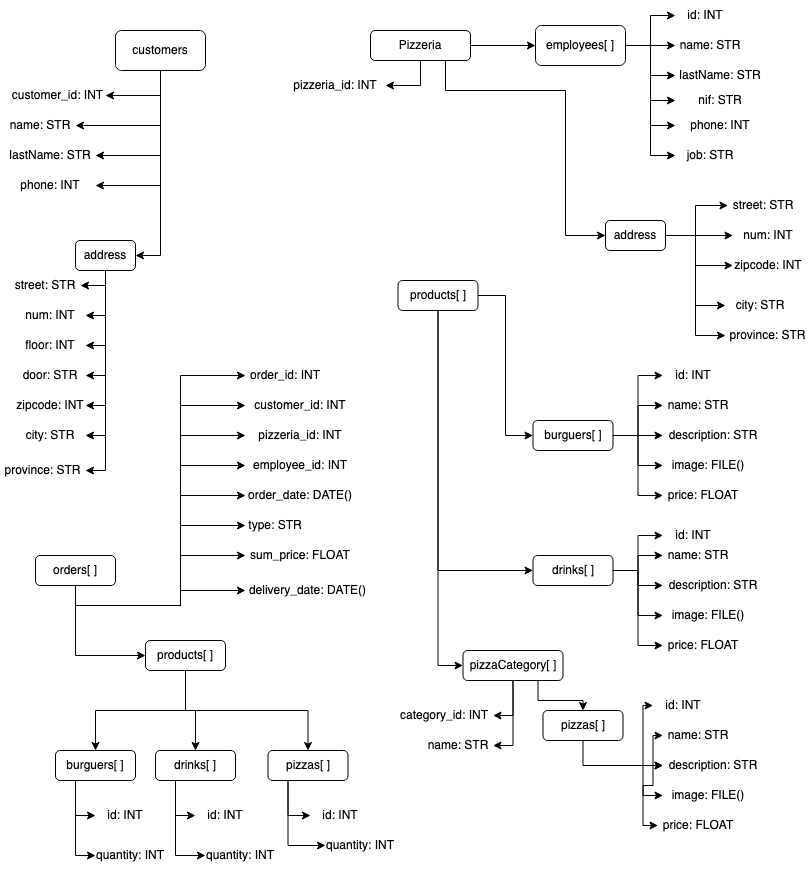 customers
customer_id: INT
name: STR
lastName: STR
phone: INT
address
street: STR
num: INT
floor: INT
door: STR
zipcode: INT
city: STR
province: STR
Pizzeria
pizzeria_id: INT
employees[ ]
id: INT
name: STR
lastName: STR
nif: STR
phone: INT
job: STR
address
street: STR
num: INT
zipcode: INT
city: STR
province: STR
orders[ ]
order_id: INT
customer_id: INT
pizzeria_id: INT
employee_id: INT
order_date: DATE()
type: STR
sum_price: FLOAT
delivery_date: DATE()
products[ ]
burguers[ ]
id: INT
quantity: INT
drinks[ ]
id: INT
quantity: INT
pizzas[ ]
id: INT
quantity: INT
products[ ]
burguers[ ]
id: INT
name: STR
description: STR
image: FILE()
price: FLOAT
drinks[ ]
id: INT
name: STR
description: STR
image: FILE()
price: FLOAT
pizzaCategory[ ]
category_id: INT
name: STR
pizzas[ ]
id: INT
name: STR
description: STR
image: FILE()
price: FLOAT